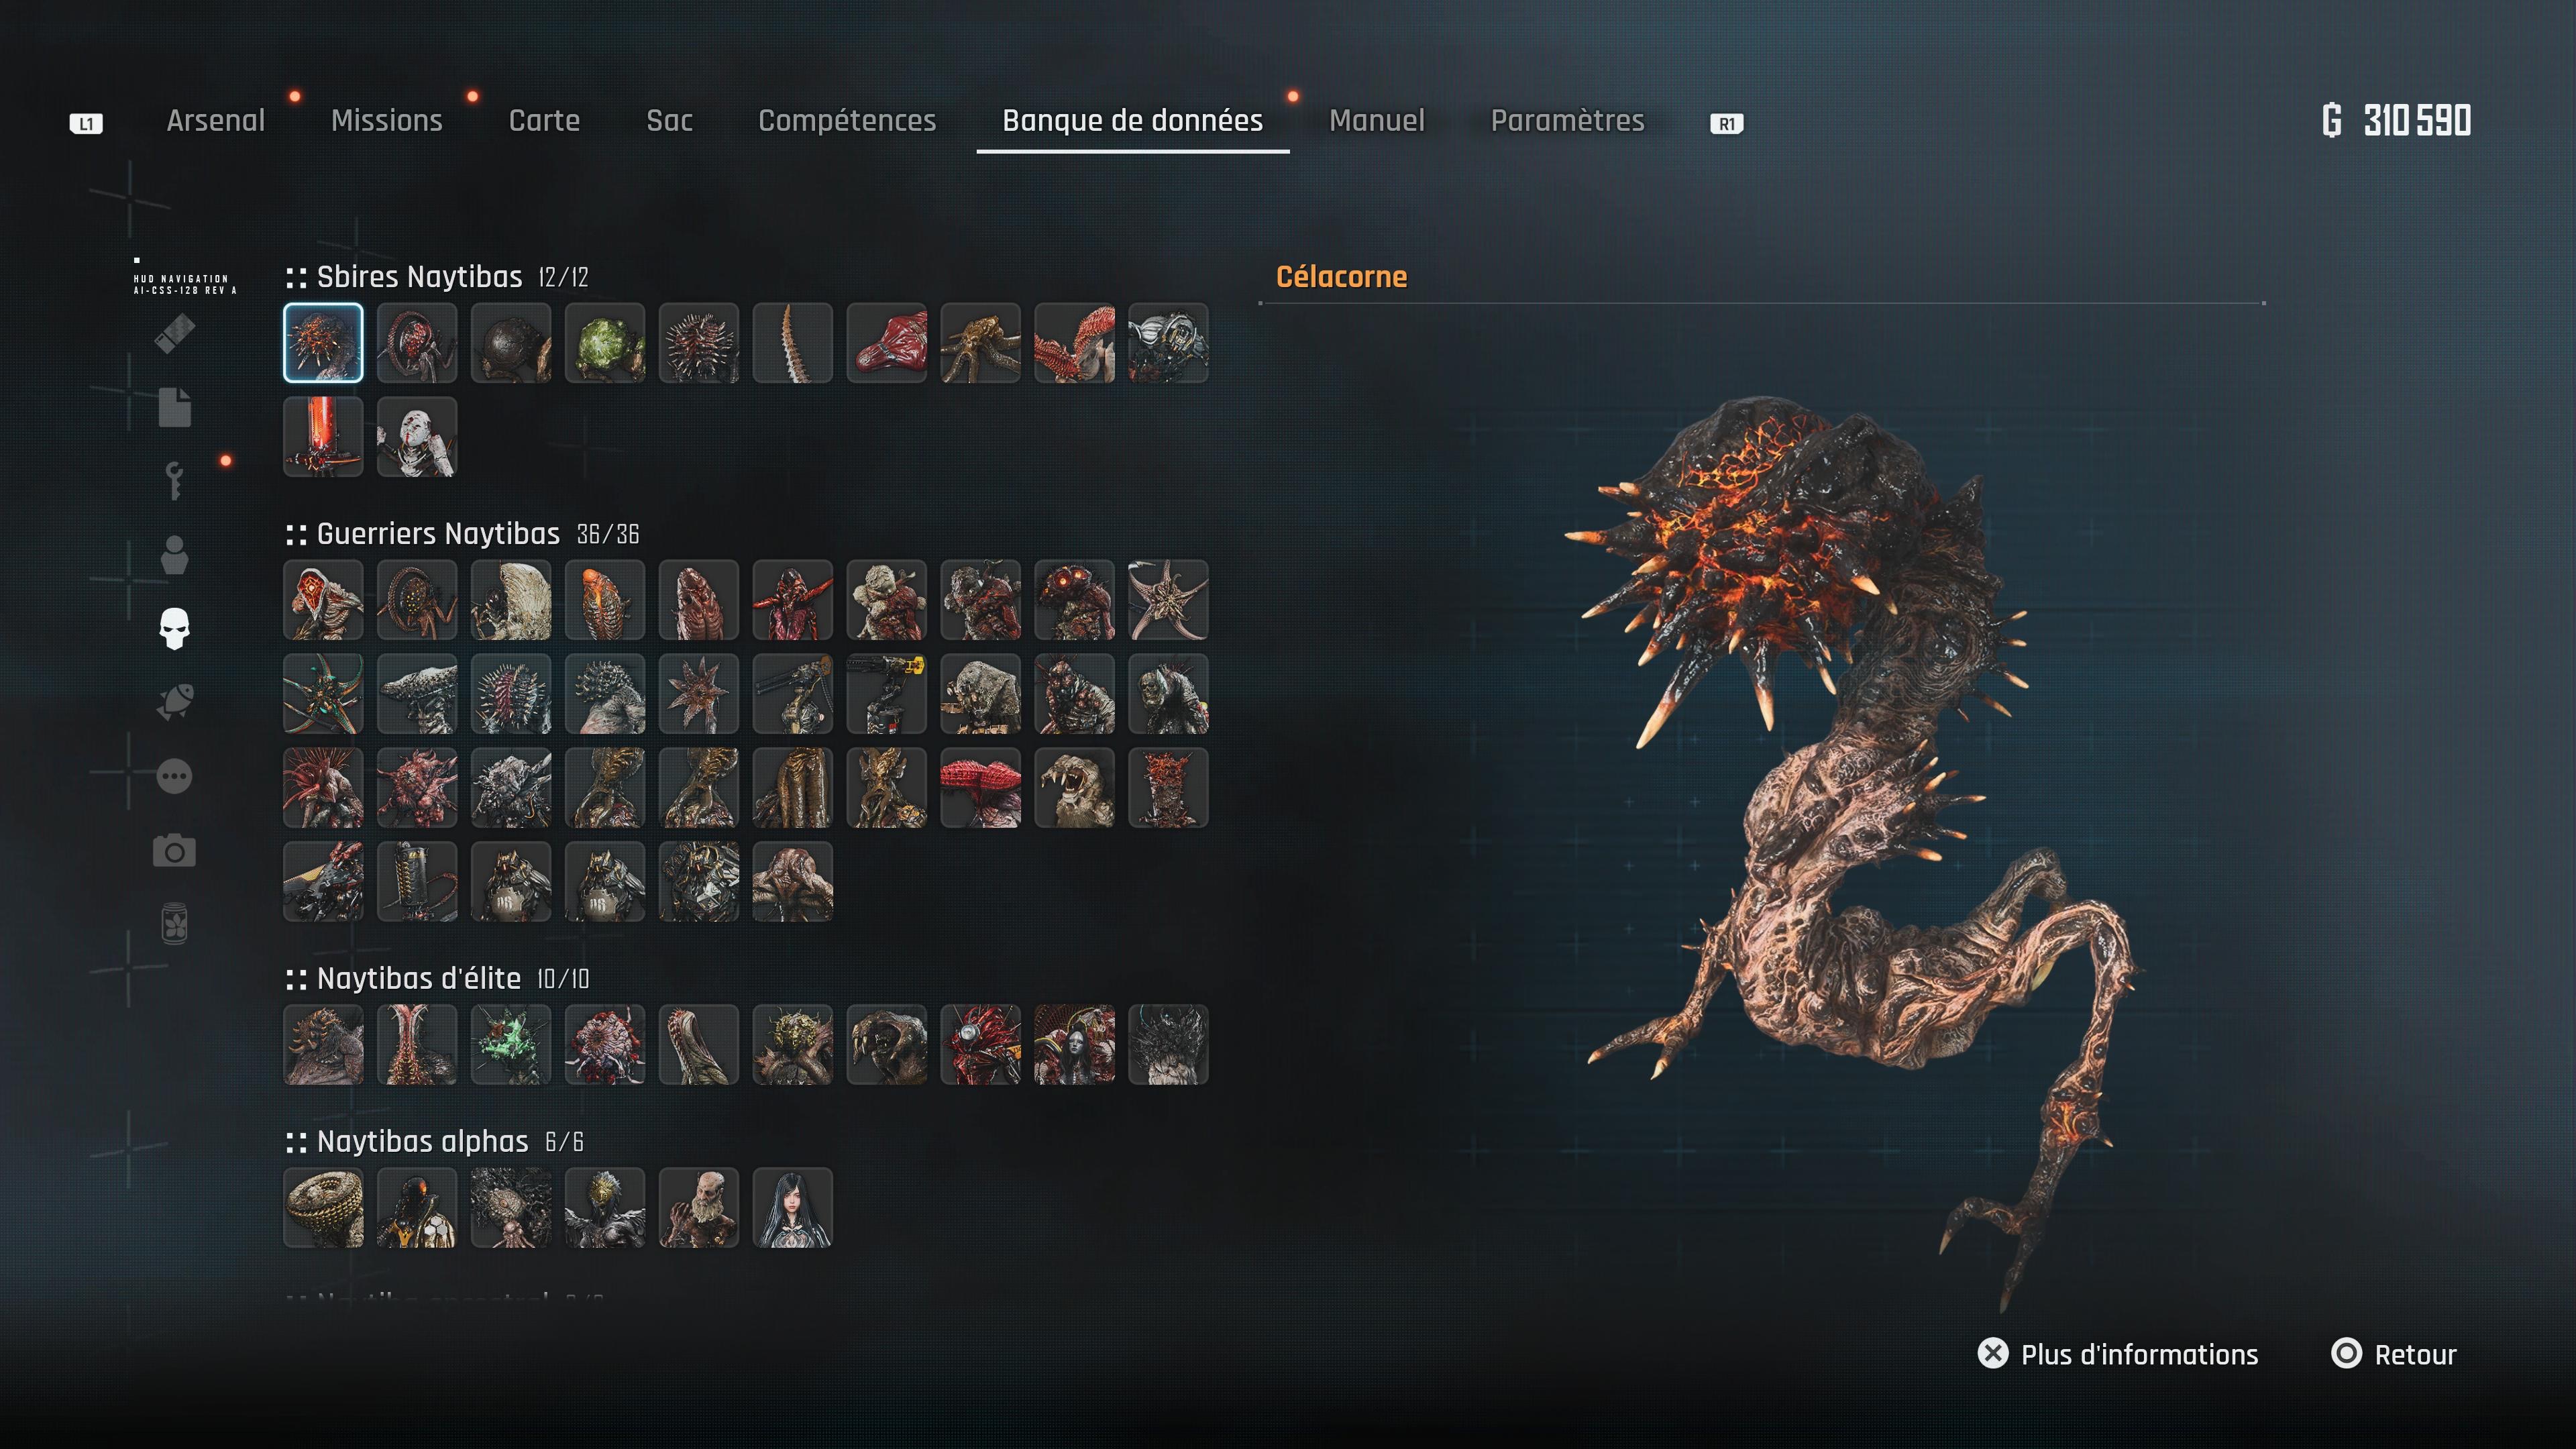 L1 Arsenal Missions Carte Sac Compétences Banque de données Manuel Paramètres R1 G 310 590
HUD NAVIGATION
AI-CSS-128 REV A
Sbires Naytibas 12/12
Célacorne
Guerriers Naytibas 36/36
Naytibas d'élite 10/10
Naytibas alphas 6/6
Plus d'informations Retour